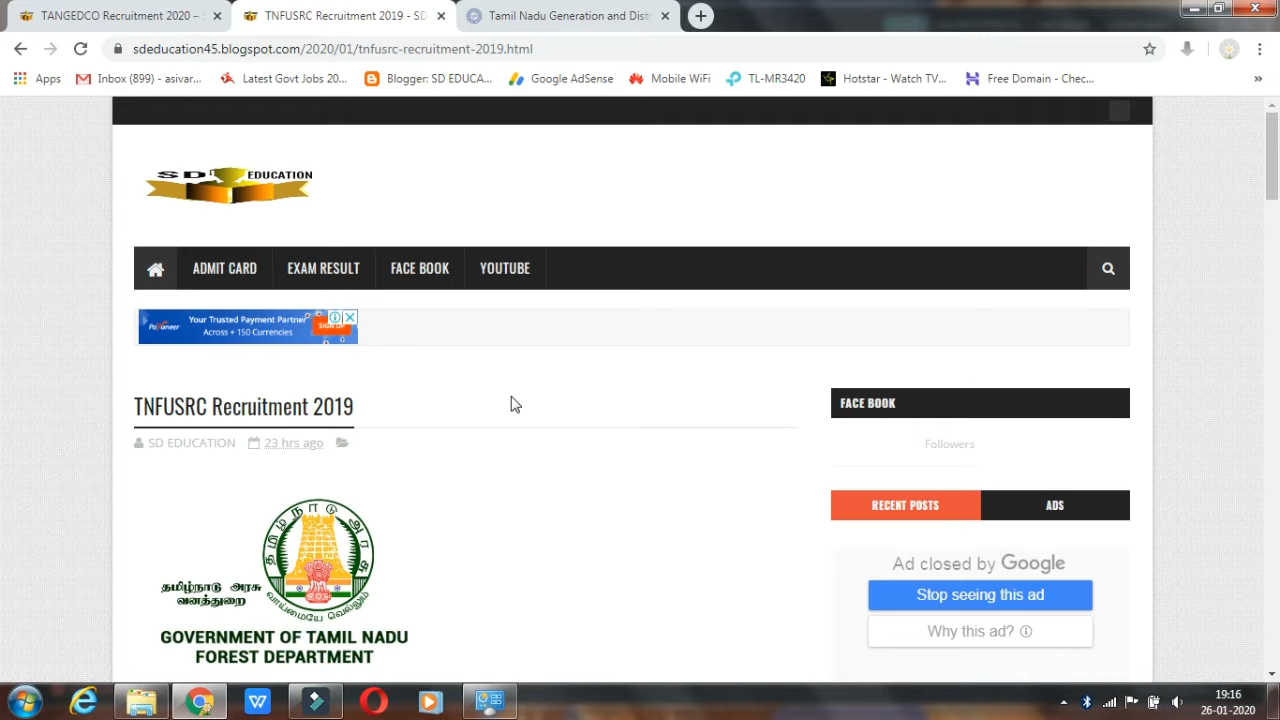 TANGEDCO Recruitment 2020 –
TNFUSRC Recruitment 2019 - SD
Tamil Nadu Generation and Distr
sdeducation45.blogspot.com/2020/01/tnfusrc-recruitment-2019.html
Apps
Inbox (899) - asivar...
Latest Govt Jobs 20...
Blogger: SD EDUCA...
Google AdSense
Mobile WiFi
TL-MR3420
Hotstar - Watch TV...
Free Domain - Chec...
»
SD EDUCATION
ADMIT CARD
EXAM RESULT
FACE BOOK
YOUTUBE
Payoneer
Your Trusted Payment Partner
Across + 150 Currencies
SIGN UP
TNFUSRC Recruitment 2019
SD EDUCATION
23 hrs ago
FACE BOOK
Followers
RECENT POSTS
ADS
Ad closed by Google
Stop seeing this ad
Why this ad?
தமிழ்நாடு அரசு
வனத்துறை
தமிழ்நாடு அரசு
வாய்மையே வெல்லும்
GOVERNMENT OF TAMIL NADU
FOREST DEPARTMENT
19:16
26-01-2020